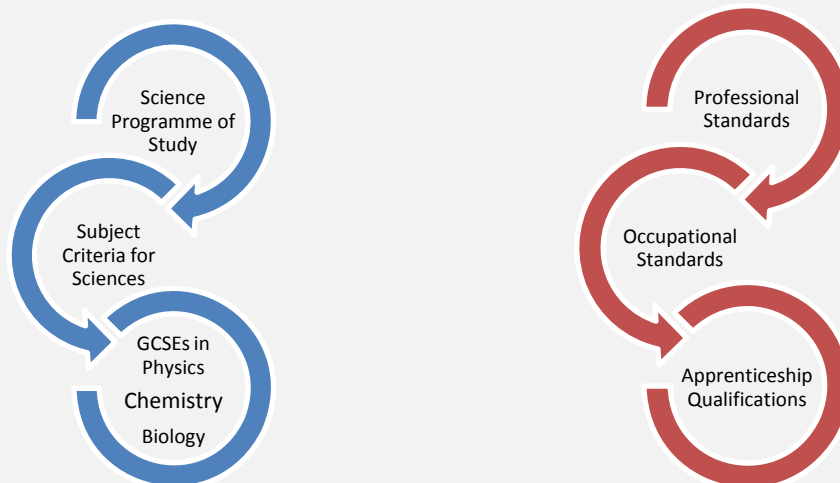 Science
Programme of
Study
Subject
Criteria for
Sciences
GCSEs in
Physics
Chemistry
Biology
Professional
Standards
Occupational
Standards
Apprenticeship
Qualifications